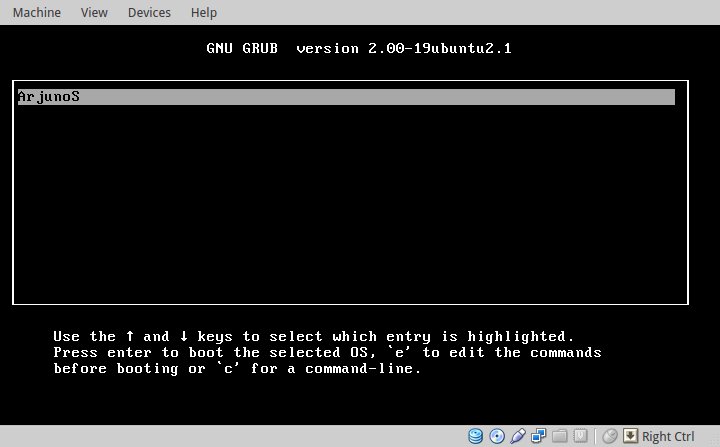 Machine View Devices Help
GNU GRUB version 2.00-19ubuntu2.1
ArjunoS
Use the ↑ and ↓ keys to select which entry is highlighted.
Press enter to boot the selected OS, `e' to edit the commands
before booting or `c' for a command-line.
Right Ctrl